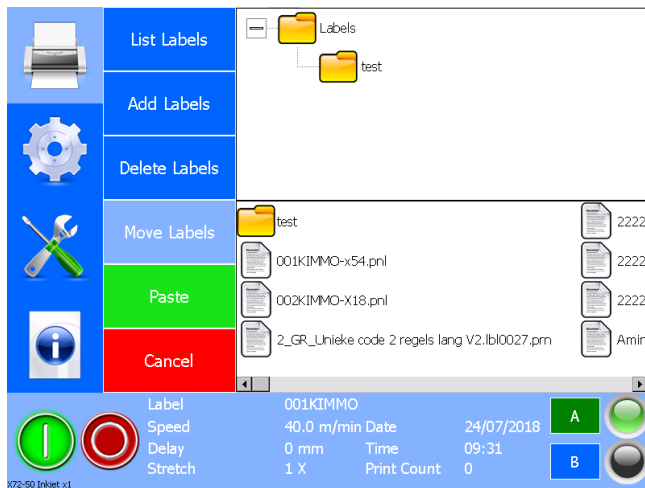 List Labels
Add Labels
Delete Labels
Move Labels
Paste
Cancel
Labels
test
test
001KIMMO-x54.pnl
002KIMMO-X18.pnl
2_GR_Unieke code 2 regels lang V2.lbl0027.prn
2222
2222
2222
Amir
Label 001KIMMO
Speed 40.0 m/min Date 24/07/2018
Delay 0 mm Time 09:31
Stretch 1 X Print Count 0
A
B
X72-50 Inkjet x1